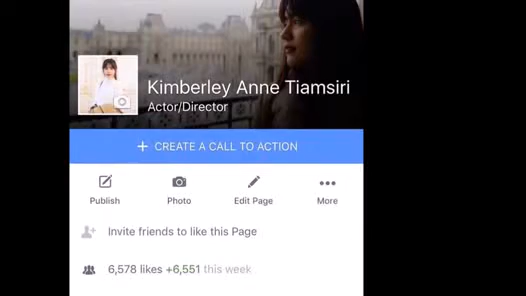 Kimberley Anne Tiamsiri
Actor/Director
+ CREATE A CALL TO ACTION
Publish
Photo
Edit Page
More
Invite friends to like this Page
6,578 likes +6,551 this week